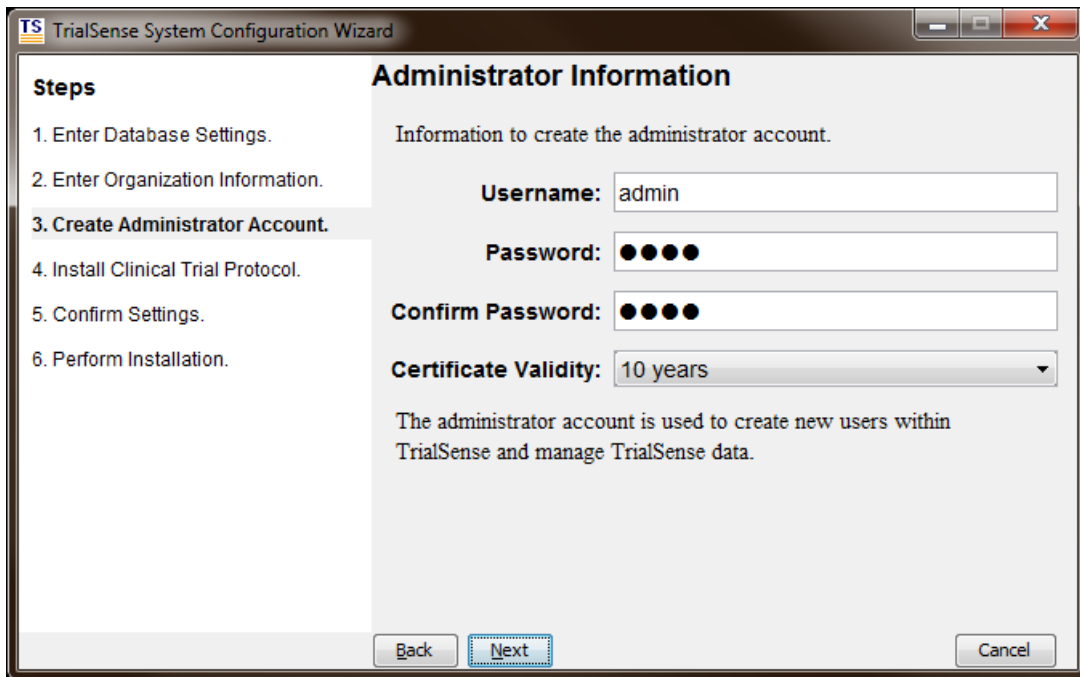 TS TrialSense System Configuration Wizard
Steps
1. Enter Database Settings.
2. Enter Organization Information.
3. Create Administrator Account.
4. Install Clinical Trial Protocol.
5. Confirm Settings.
6. Perform Installation.
Administrator Information
Information to create the administrator account.
Username: admin
Password: ●●●●
Confirm Password: ●●●●
Certificate Validity: 10 years
The administrator account is used to create new users within
TrialSense and manage TrialSense data.
Back Next Cancel